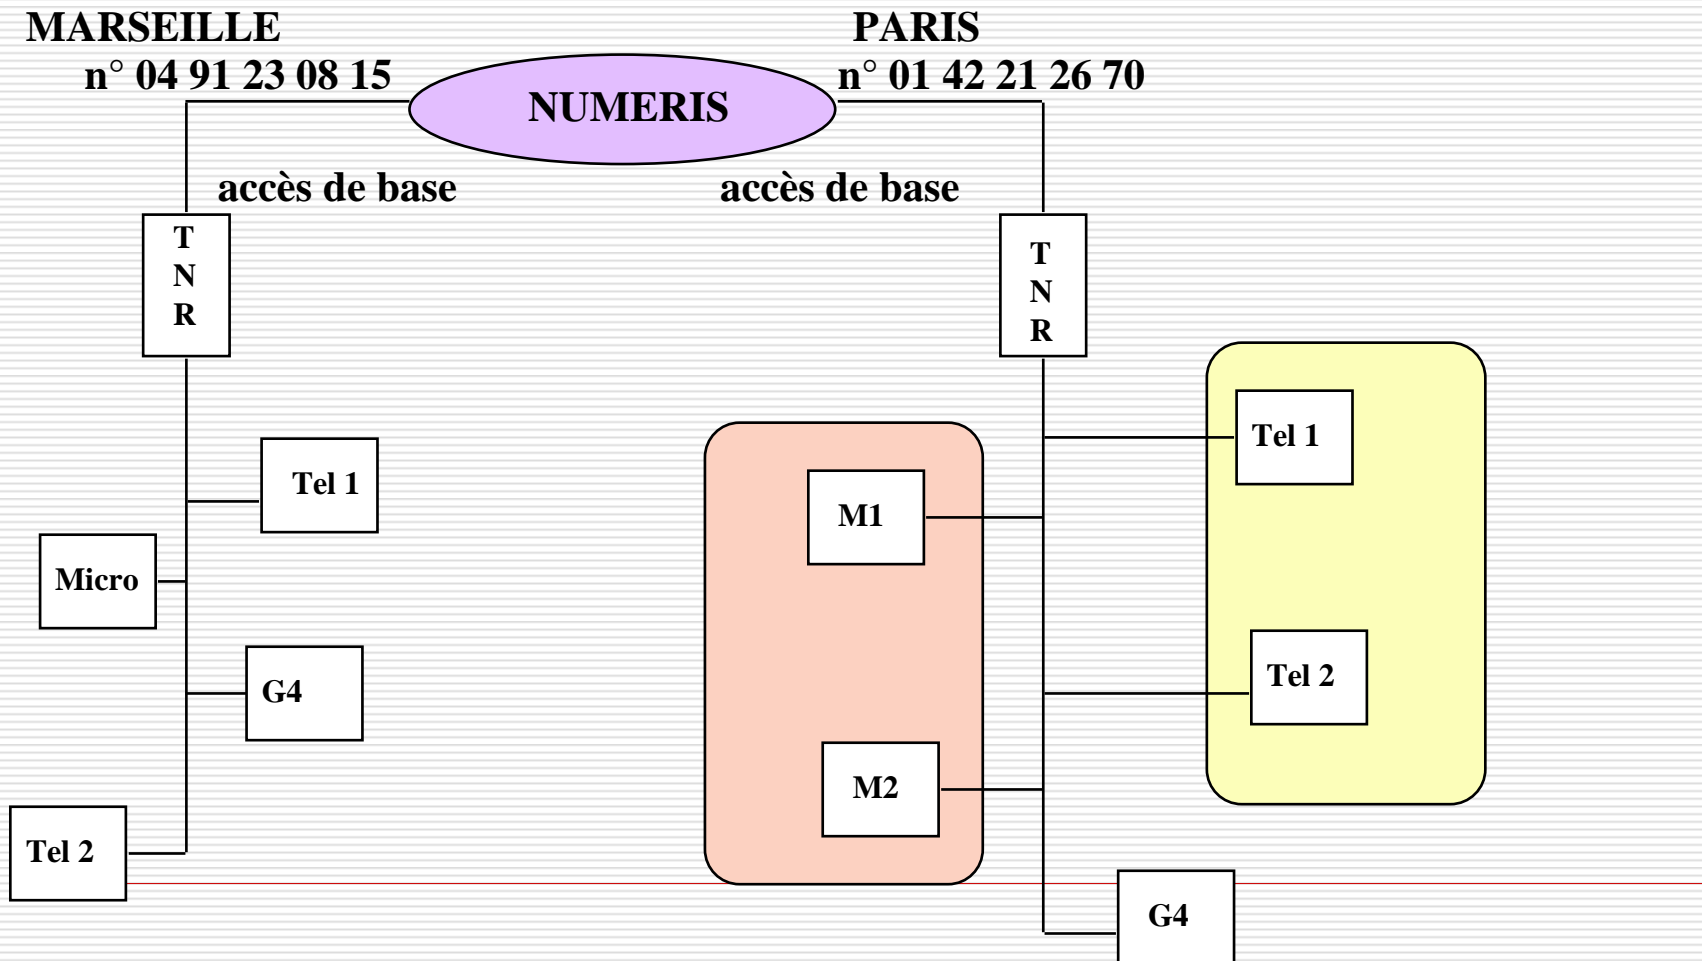 MARSEILLE
n° 04 91 23 08 15
PARIS
n° 01 42 21 26 70
NUMERIS
accès de base
accès de base
T
N
R
T
N
R
Tel 1
Micro
G4
Tel 2
M1
M2
Tel 1
Tel 2
G4